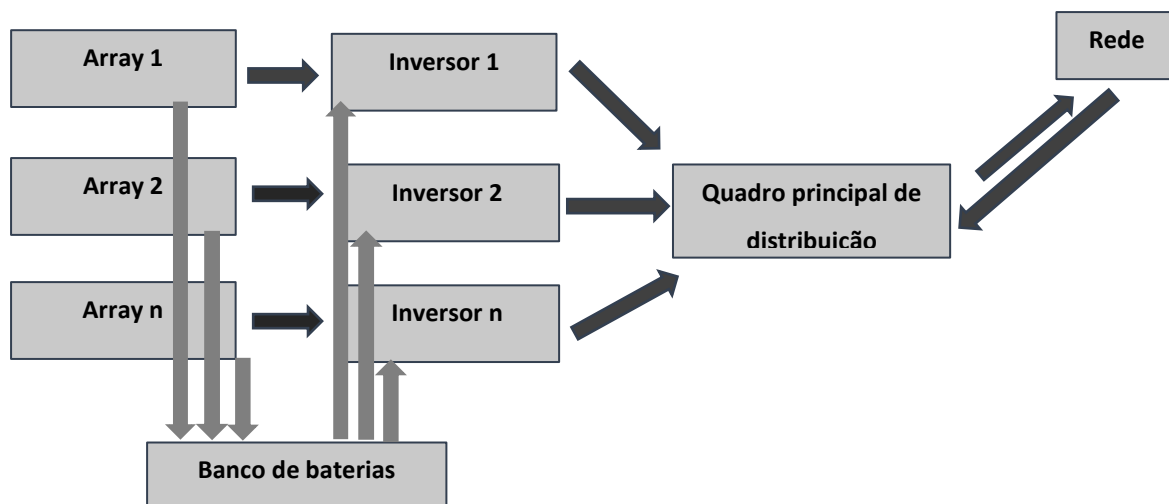 Rede
Array 1
Inversor 1
Array 2
Inversor 2
Quadro principal de
distribuição
Array n
Inversor n
Banco de baterias